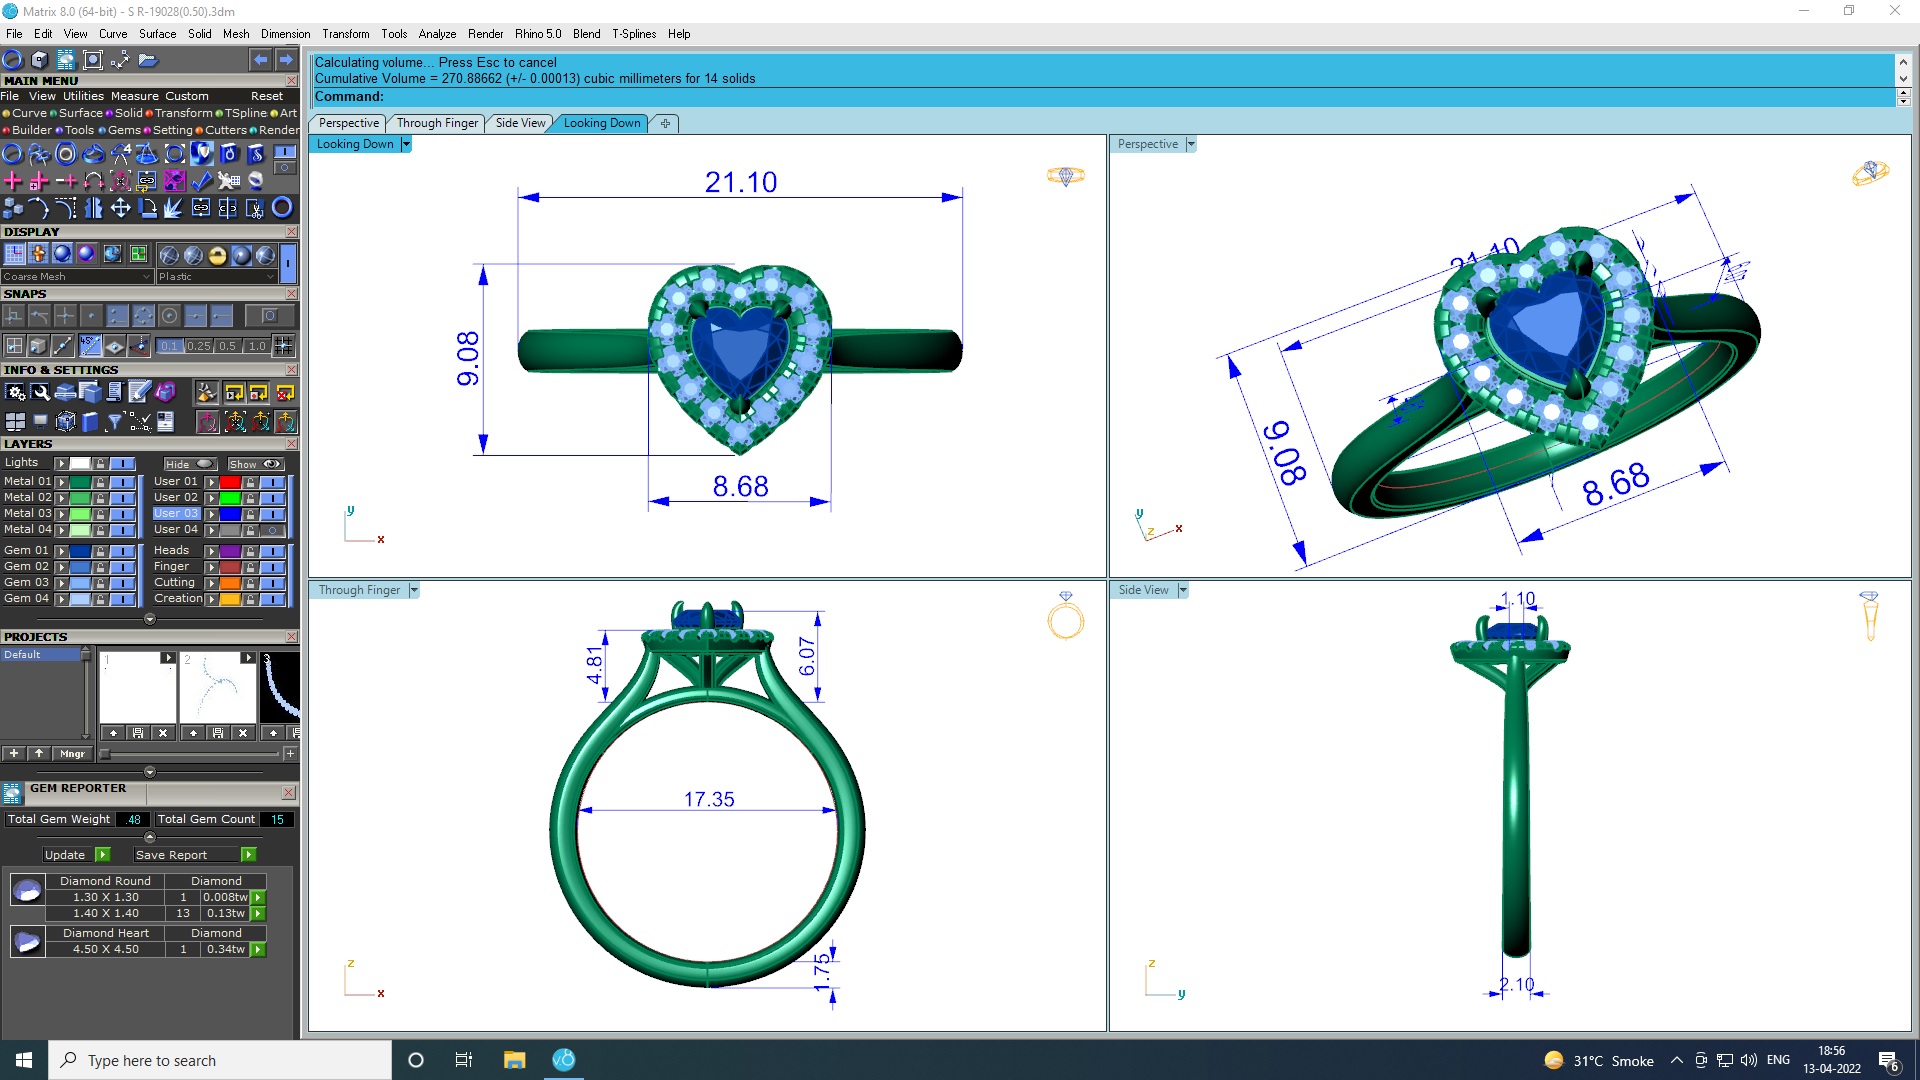 Matrix 8.0 (64-bit) - S R-19028(0.50).3dm
File Edit View Curve Surface Solid Mesh Dimension Transform Tools Analyze Render Rhino 5.0 Blend T-Splines Help
Calculating volume... Press Esc to cancel
Cumulative Volume = 270.88662 (+/- 0.00013) cubic millimeters for 14 solids
Command:
MAIN MENU
File View Utilities Measure Custom Reset
Curve Surface Solid Transform TSpline Art
Builder Tools Gems Setting Cutters Render
Perspective Through Finger Side View Looking Down
DISPLAY
Coarse Mesh Plastic
SNAPS
45°
0.1 0.25 0.5 1.0
INFO & SETTINGS
LAYERS
Lights Hide Show
Metal 01 User 01
Metal 02 User 02
Metal 03 User 03
Metal 04 User 04
Gem 01 Heads
Gem 02 Finger
Gem 03 Cutting
Gem 04 Creation
PROJECTS
Default
1 2 3
Mngr
GEM REPORTER
Total Gem Weight .48 Total Gem Count 15
Update Save Report
Diamond Round Diamond
1.30 X 1.30 1 0.008tw
1.40 X 1.40 13 0.13tw
Diamond Heart Diamond
4.50 X 4.50 1 0.34tw
Looking Down
21.10
9.08
8.68
y
x
Perspective
21.10
9.08
8.68
y
z
x
Through Finger
4.81
6.07
17.35
1.75
z
x
Side View
1.10
2.10
z
y
Type here to search
31°C Smoke
ENG
18:56
13-04-2022
6